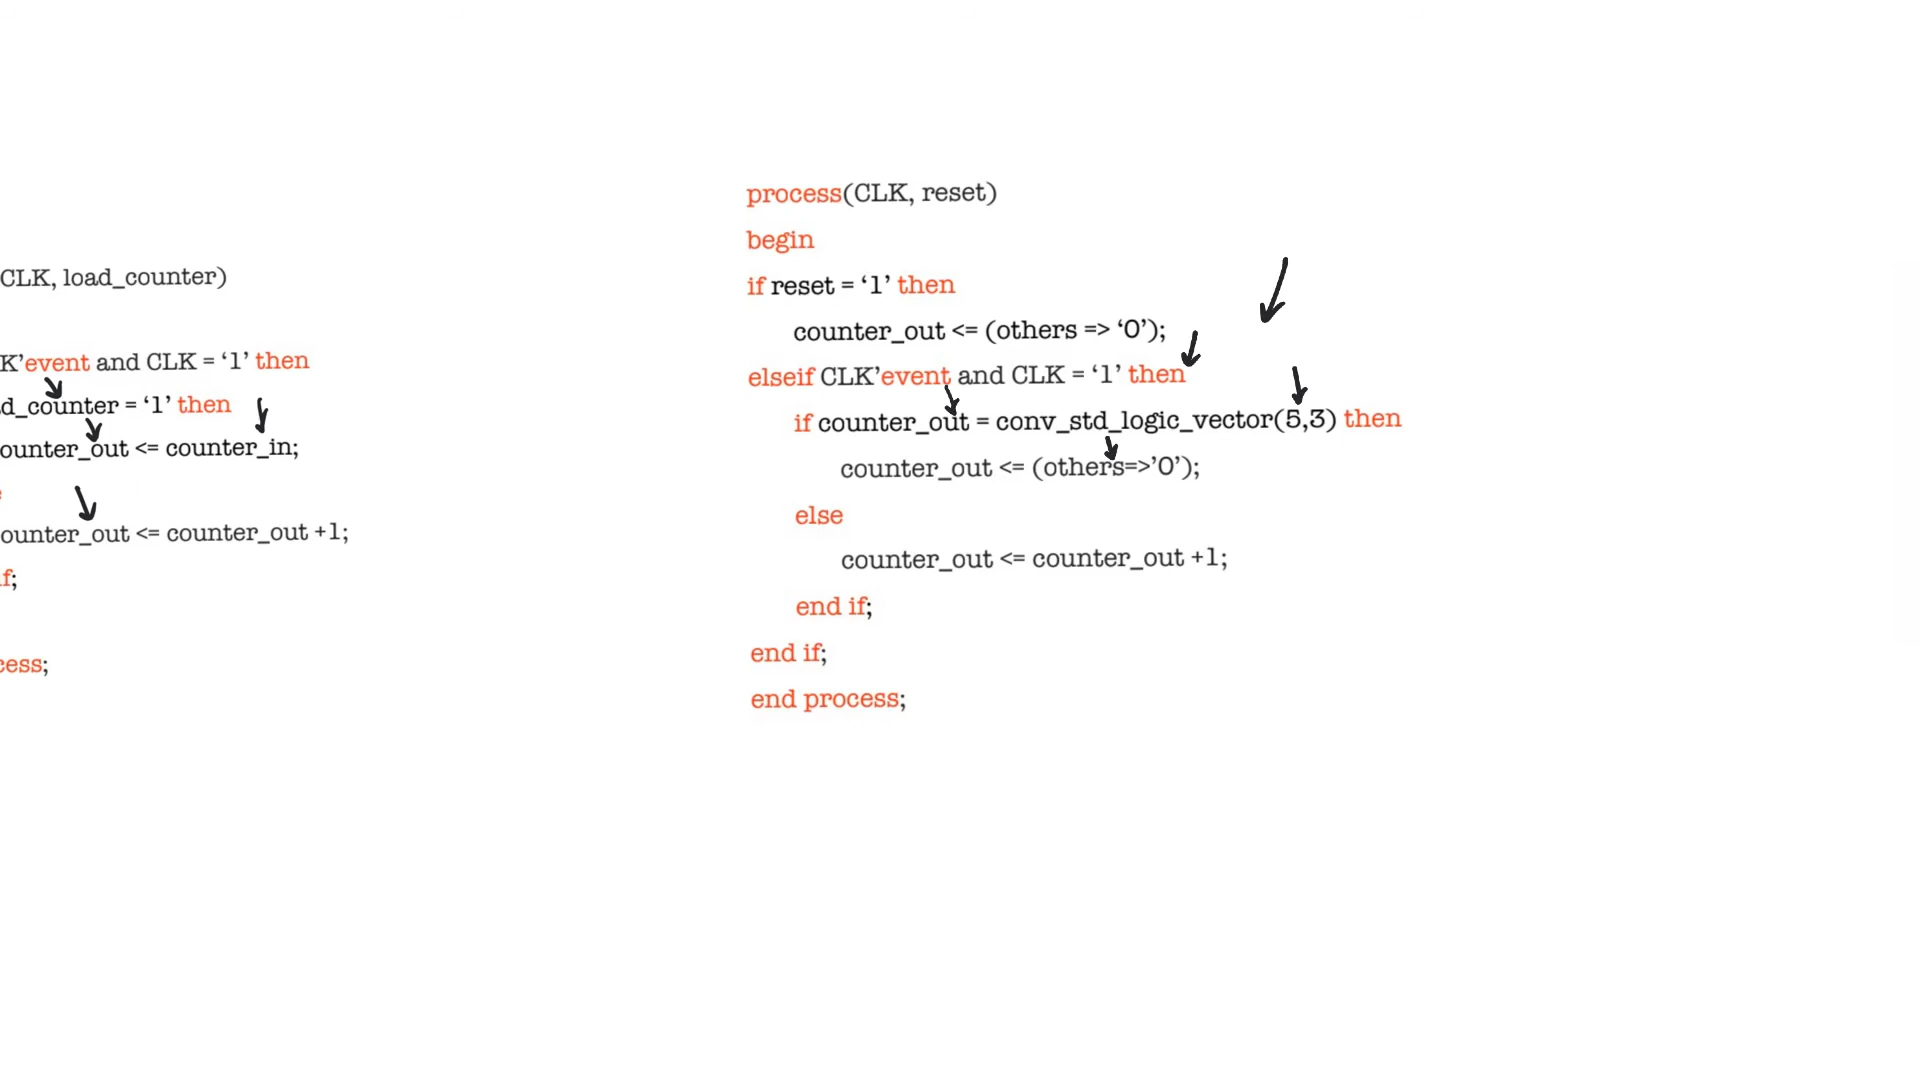 CLK, load_counter)
K’event and CLK = ‘1’ then
d_counter = ‘1’ then
ounter_out <= counter_in;
ounter_out <= counter_out +1;
f;
cess;
process(CLK, reset)
begin
if reset = ‘1’ then
counter_out <= (others => ‘0’);
elseif CLK’event and CLK = ‘1’ then
if counter_out = conv_std_logic_vector(5,3) then
counter_out <= (others=>’0’);
else
counter_out <= counter_out +1;
end if;
end if;
end process;